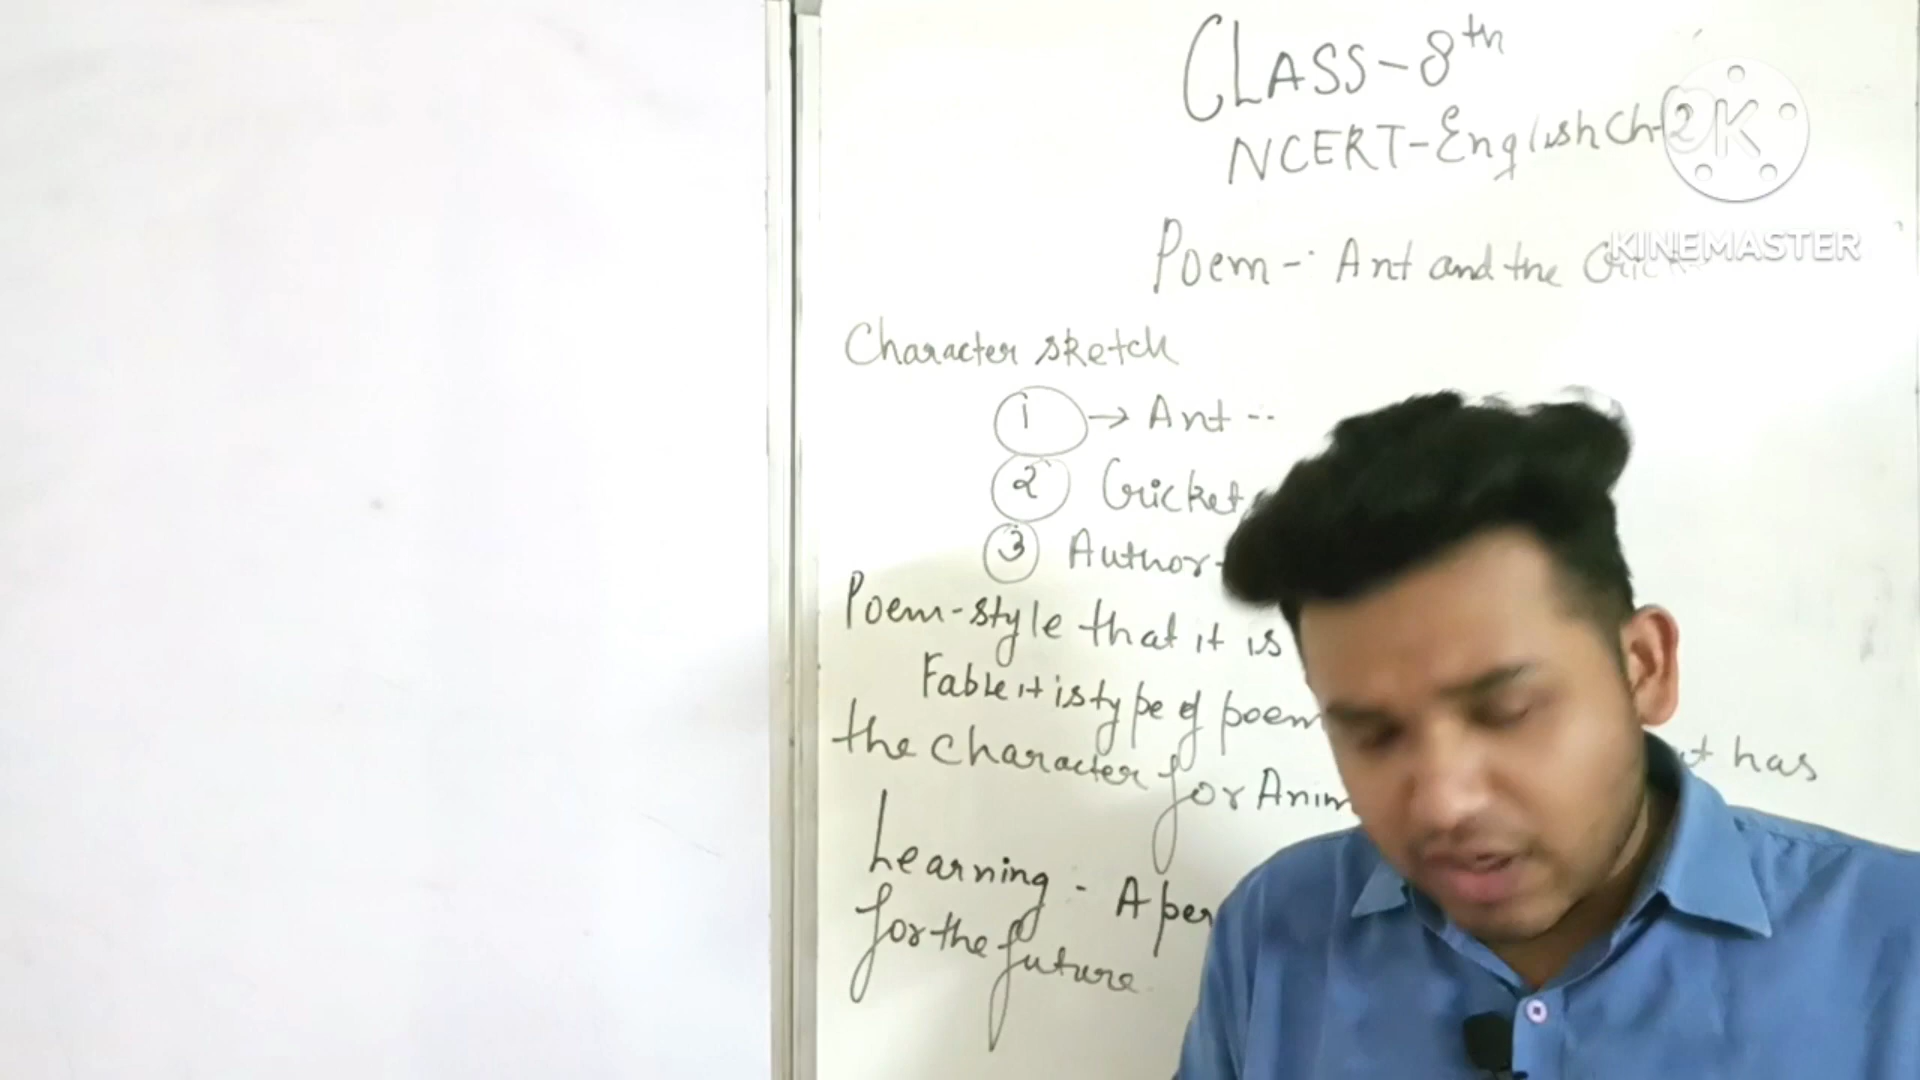 CLASS-8th
NCERT-English Ch-2
K
KINEMASTER
Poem-: Ant and the
Character sketch
1 → Ant --
2 Cricket
3 Author-
Poem-style that it is
Fable it is type of poem
the character for Anim
has
Learning - A per
for the future